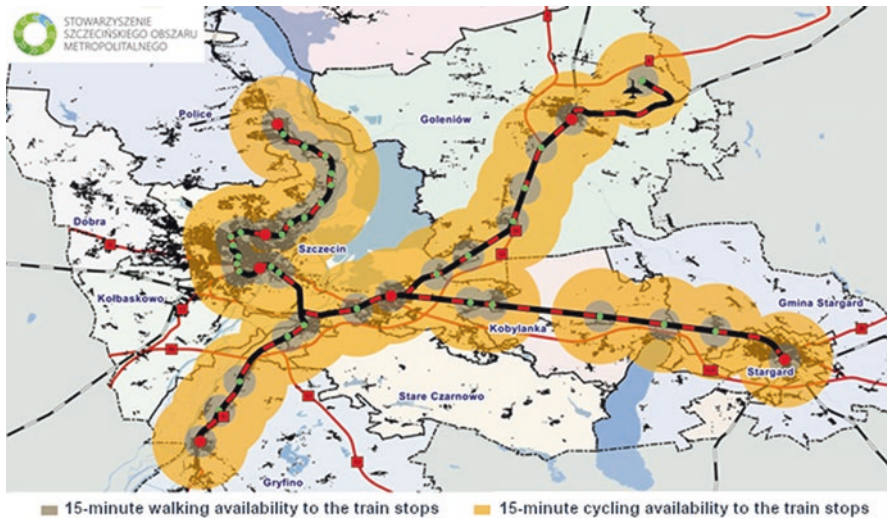 STOWARZYSZENIE
SZCZECIŃSKIEGO OBSZARU
METROPOLITALNEGO
Police
Goleniów
Dobra
Szczecin
Kołbaskowo
Gmina Stargard
Kobylanka
Stargard
Stare Czarnowo
Gryfino
15-minute walking availability to the train stops
15-minute cycling availability to the train stops